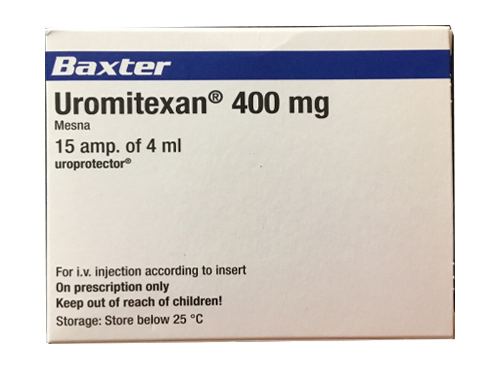 Baxter
Uromitexan® 400 mg
Mesna
15 amp. of 4 ml
uroprotector®
For i.v. injection according to insert
On prescription only
Keep out of reach of children!
Storage: Store below 25 °C